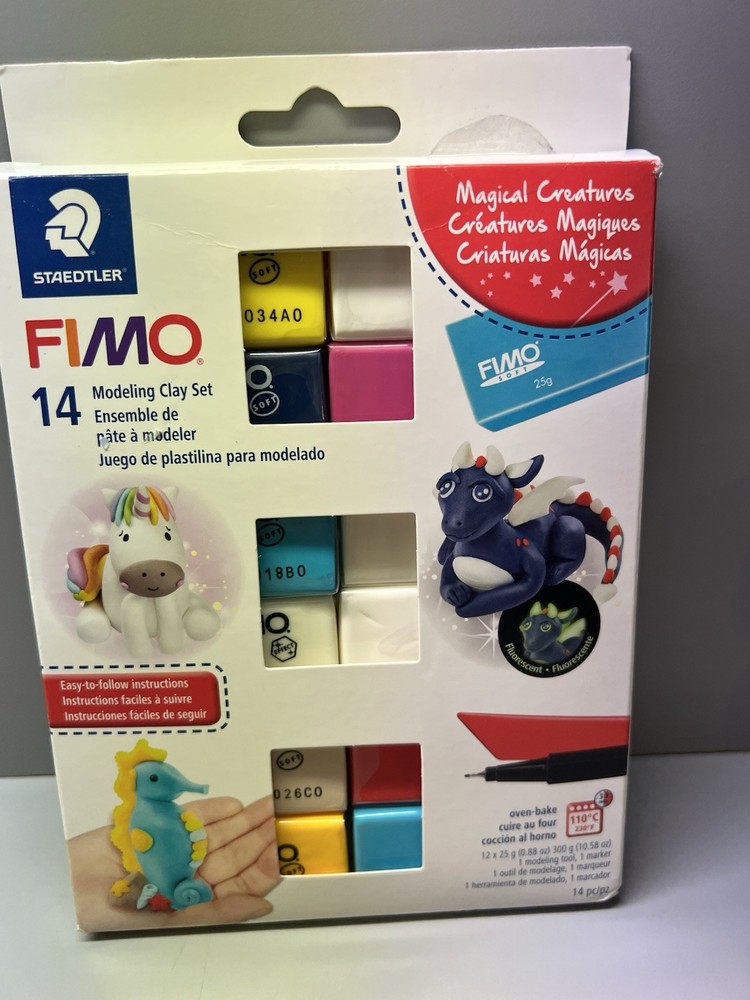 STAEDTLER®
FIMO®
14 Modeling Clay Set
Ensemble de
pâte à modeler
Juego de plastilina para modelado
Magical Creatures
Créatures Magiques
Criaturas Mágicas
FIMO®
SOFT
25g
SOFT
034A0
SOFT
SOFT
18B0
EFFECT
Fluorescent • Fluorescente
Easy-to-follow instructions
Instructions faciles à suivre
Instrucciones fáciles de seguir
SOFT
026C0
oven-bake
cuire au four
cocción al horno
110°C
230°F
12 x 25 g (0.88 oz) 300 g (10.58 oz)
1 modeling tool, 1 marker
1 outil de modelage, 1 marqueur
1 herramienta de modelado, 1 marcador
14 pc/pz